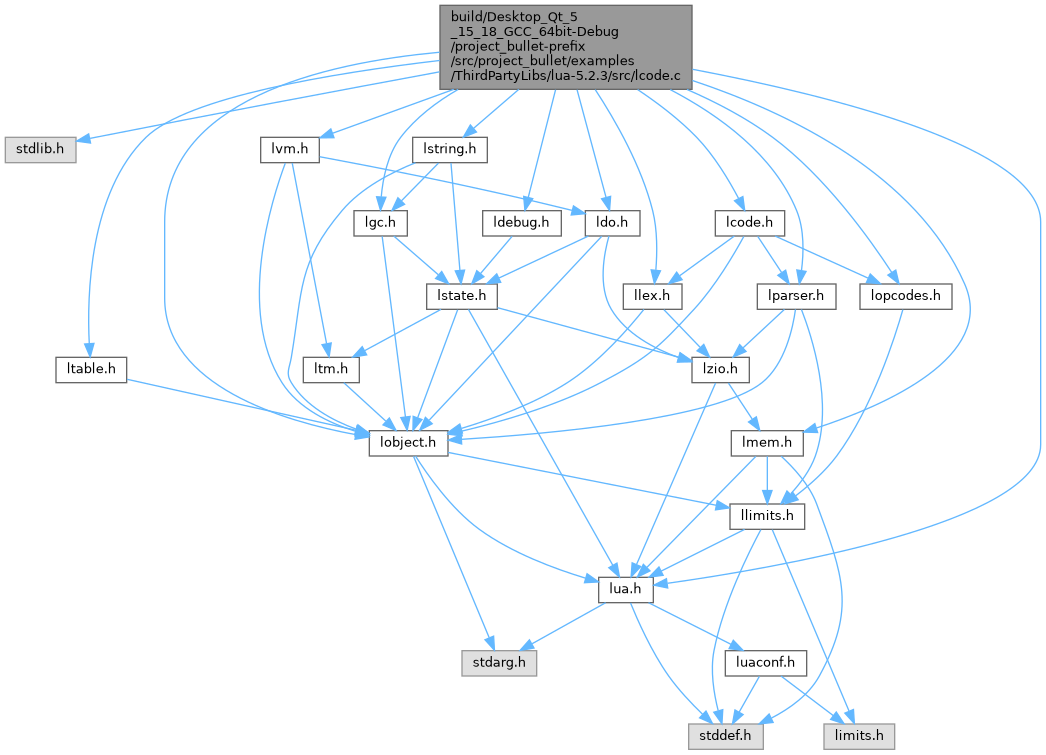 build/Desktop_Qt_5
_15_18_GCC_64bit-Debug
/project_bullet-prefix
/src/project_bullet/examples
/ThirdPartyLibs/lua-5.2.3/src/lcode.c
stdlib.h
lvm.h
lstring.h
lgc.h
ldebug.h
ldo.h
lcode.h
lstate.h
llex.h
lparser.h
lopcodes.h
ltable.h
ltm.h
lzio.h
lobject.h
lmem.h
llimits.h
lua.h
stdarg.h
luaconf.h
stddef.h
limits.h